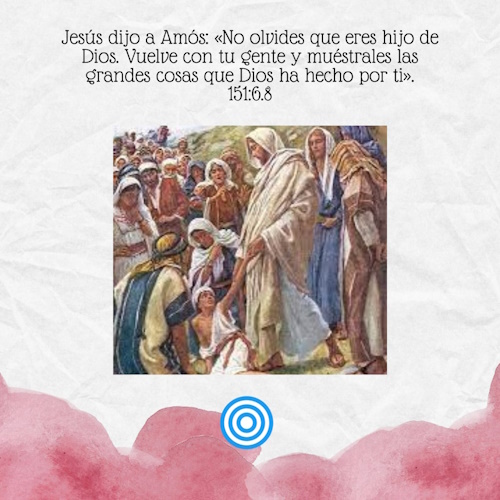 Jesús dijo a Amós: «No olvides que eres hijo de
Dios. Vuelve con tu gente y muéstrales las
grandes cosas que Dios ha hecho por ti».
151:6.8